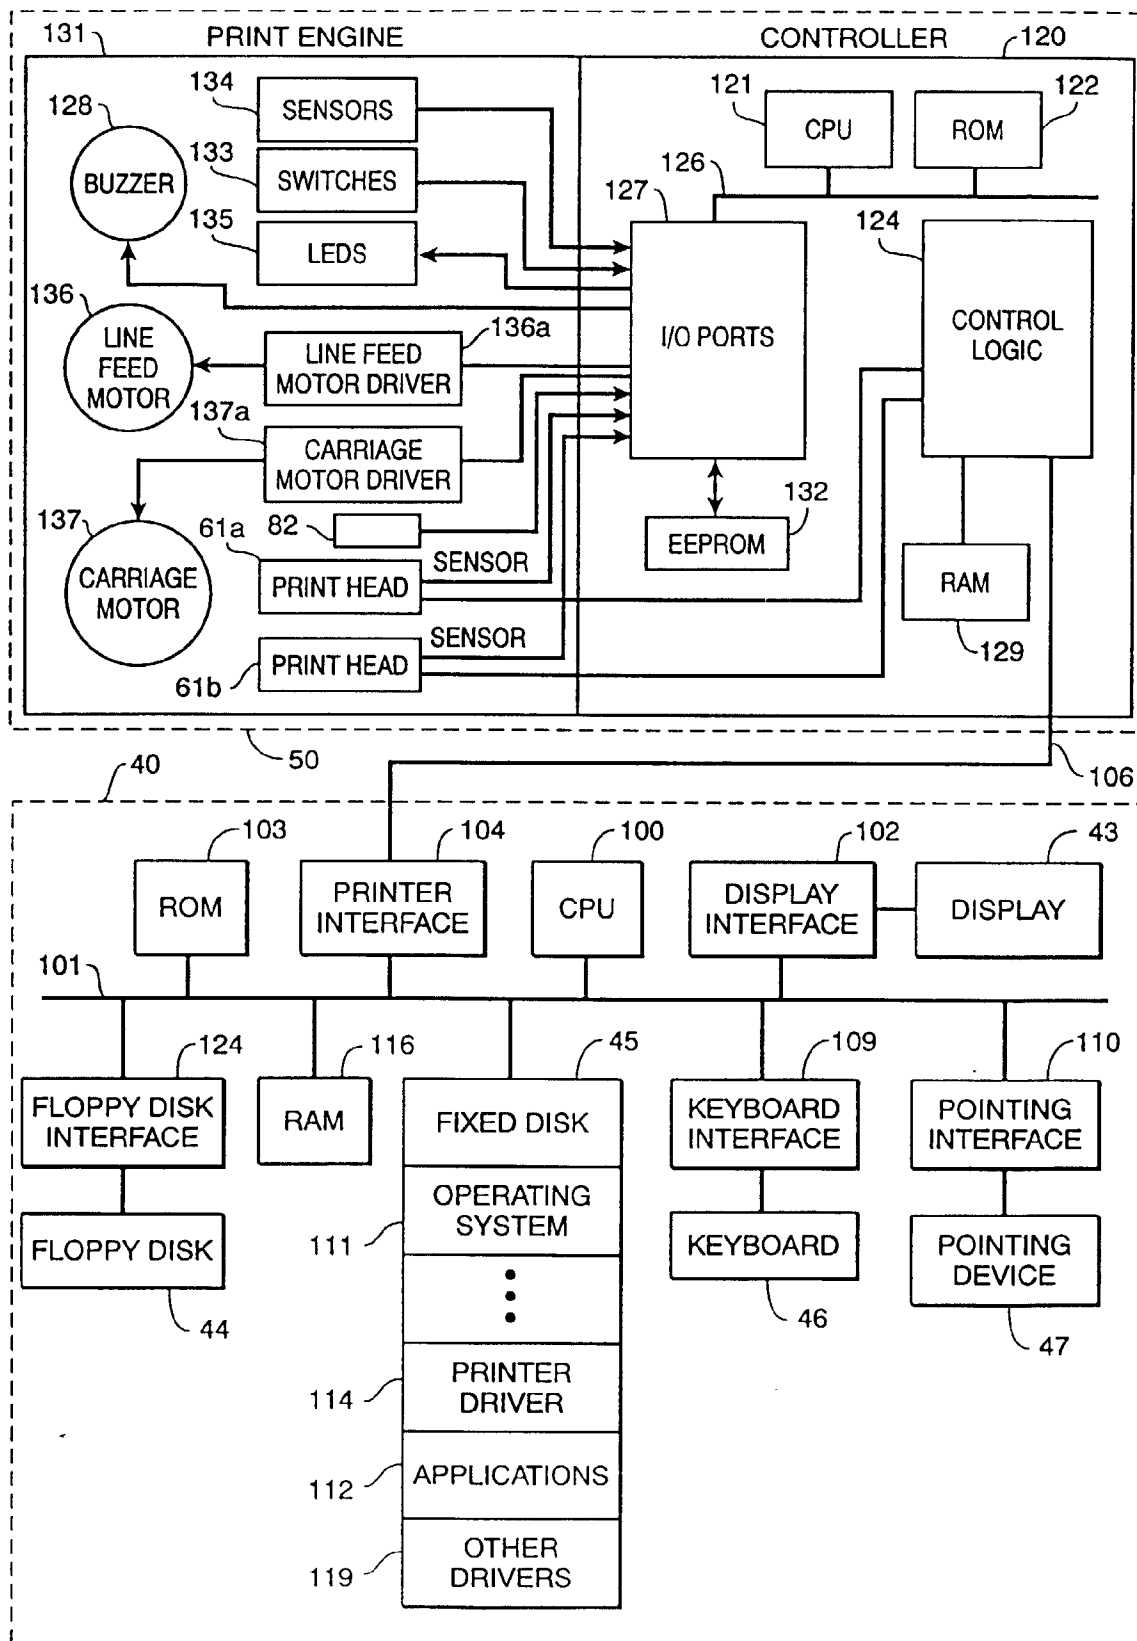 131
PRINT ENGINE
CONTROLLER
120
134
SENSORS
128
BUZZER
133
SWITCHES
135
LEDS
121
CPU
122
ROM
126
127
I/O PORTS
124
CONTROL
LOGIC
136
LINE
FEED
MOTOR
136a
LINE FEED
MOTOR DRIVER
137a
CARRIAGE
MOTOR DRIVER
137
CARRIAGE
MOTOR
82
61a
PRINT HEAD
SENSOR
61b
PRINT HEAD
SENSOR
132
EEPROM
RAM
129
50
106
40
103
ROM
104
PRINTER
INTERFACE
100
CPU
102
DISPLAY
INTERFACE
43
DISPLAY
101
124
FLOPPY DISK
INTERFACE
116
RAM
45
FIXED DISK
109
KEYBOARD
INTERFACE
110
POINTING
INTERFACE
FLOPPY DISK
44
OPERATING
SYSTEM
111
KEYBOARD
46
POINTING
DEVICE
47
PRINTER
DRIVER
114
APPLICATIONS
112
OTHER
DRIVERS
119